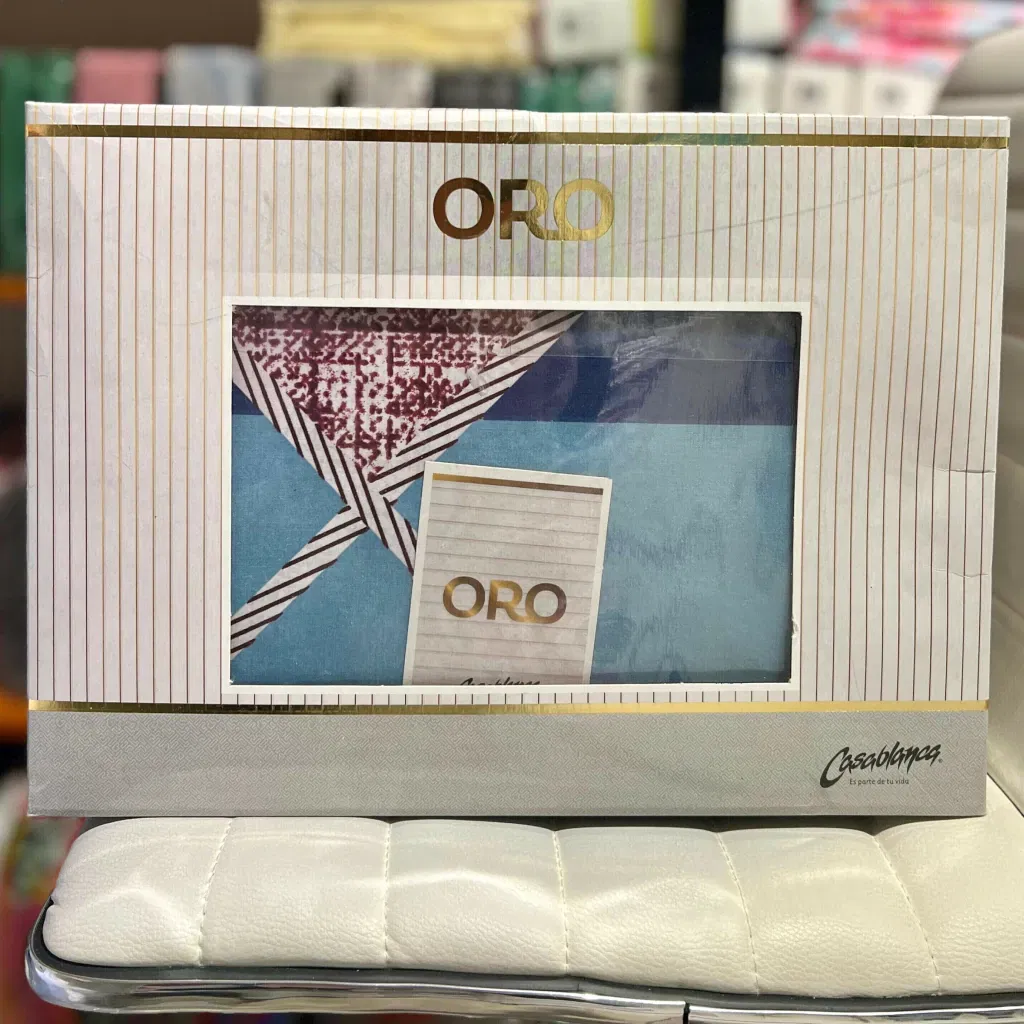 ORO
ORO
Casablanca®
Es parte de tu vida